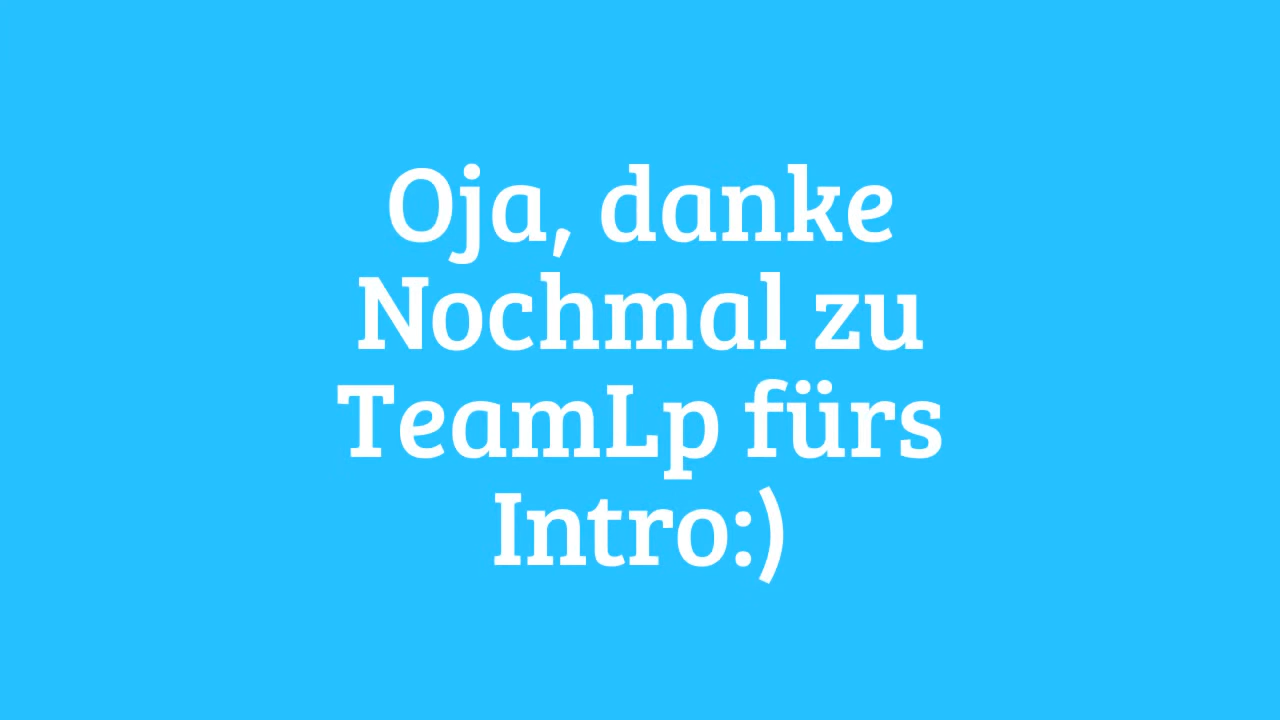 Oja, danke
Nochmal zu
TeamLp fürs
Intro:)